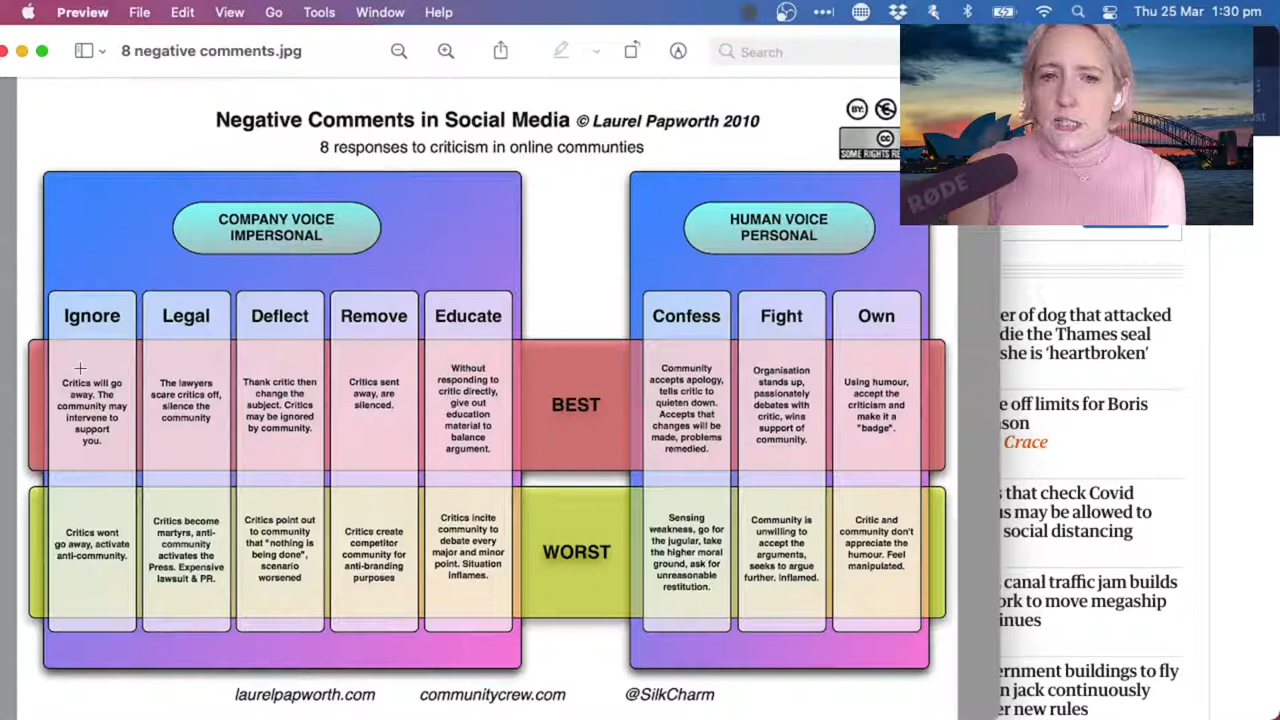 Preview File Edit View Go Tools Window Help
Thu 25 Mar 1:30 pm
8 negative comments.jpg
Search
Negative Comments in Social Media © Laurel Papworth 2010
8 responses to criticism in online communties
BY:
CC
SOME RIGHTS RE
RØDE
COMPANY VOICE
IMPERSONAL
HUMAN VOICE
PERSONAL
Ignore
Legal
Deflect
Remove
Educate
Confess
Fight
Own
BEST
Critics will go
away. The
community may
intervene to
support
you.
The lawyers
scare critics off,
silence the
community
Thank critic then
change the
subject. Critics
may be ignored
by community.
Critics sent
away, are
silenced.
Without
responding to
critic directly,
give out
education
material to
balance
argument.
Community
accepts apology,
tells critic to
quieten down.
Accepts that
changes will be
made, problems
remedied.
Organisation
stands up,
passionately
debates with
critic, wins
support of
community.
Using humour,
accept the
criticism and
make it a
"badge".
WORST
Critics wont
go away, activate
anti-community.
Critics become
martyrs, anti-
community
activates the
Press. Expensive
lawsuit & PR.
Critics point out
to community
that "nothing is
being done",
scenario
worsened
Critics create
competitor
community for
anti-branding
purposes
Critics incite
community to
debate every
major and minor
point. Situation
inflames.
Sensing
weakness, go for
the jugular, take
the higher moral
ground, ask for
unreasonable
restitution.
Community is
unwilling to
accept the
arguments,
seeks to argue
further. Inflamed.
Critic and
community don't
appreciate the
humour. Feel
manipulated.
laurelpapworth.com communitycrew.com @SilkCharm
er of dog that attacked
die the Thames seal
she is ‘heartbroken’
e off limits for Boris
son
Crace
s that check Covid
us may be allowed to
social distancing
canal traffic jam builds
ork to move megaship
inues
ernment buildings to fly
n jack continuously
er new rules